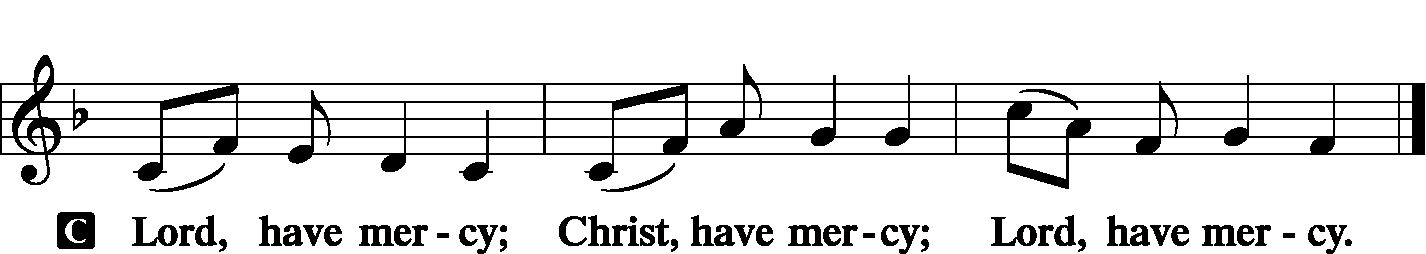 C Lord, have mer - cy; Christ, have mer - cy; Lord, have mer - cy.